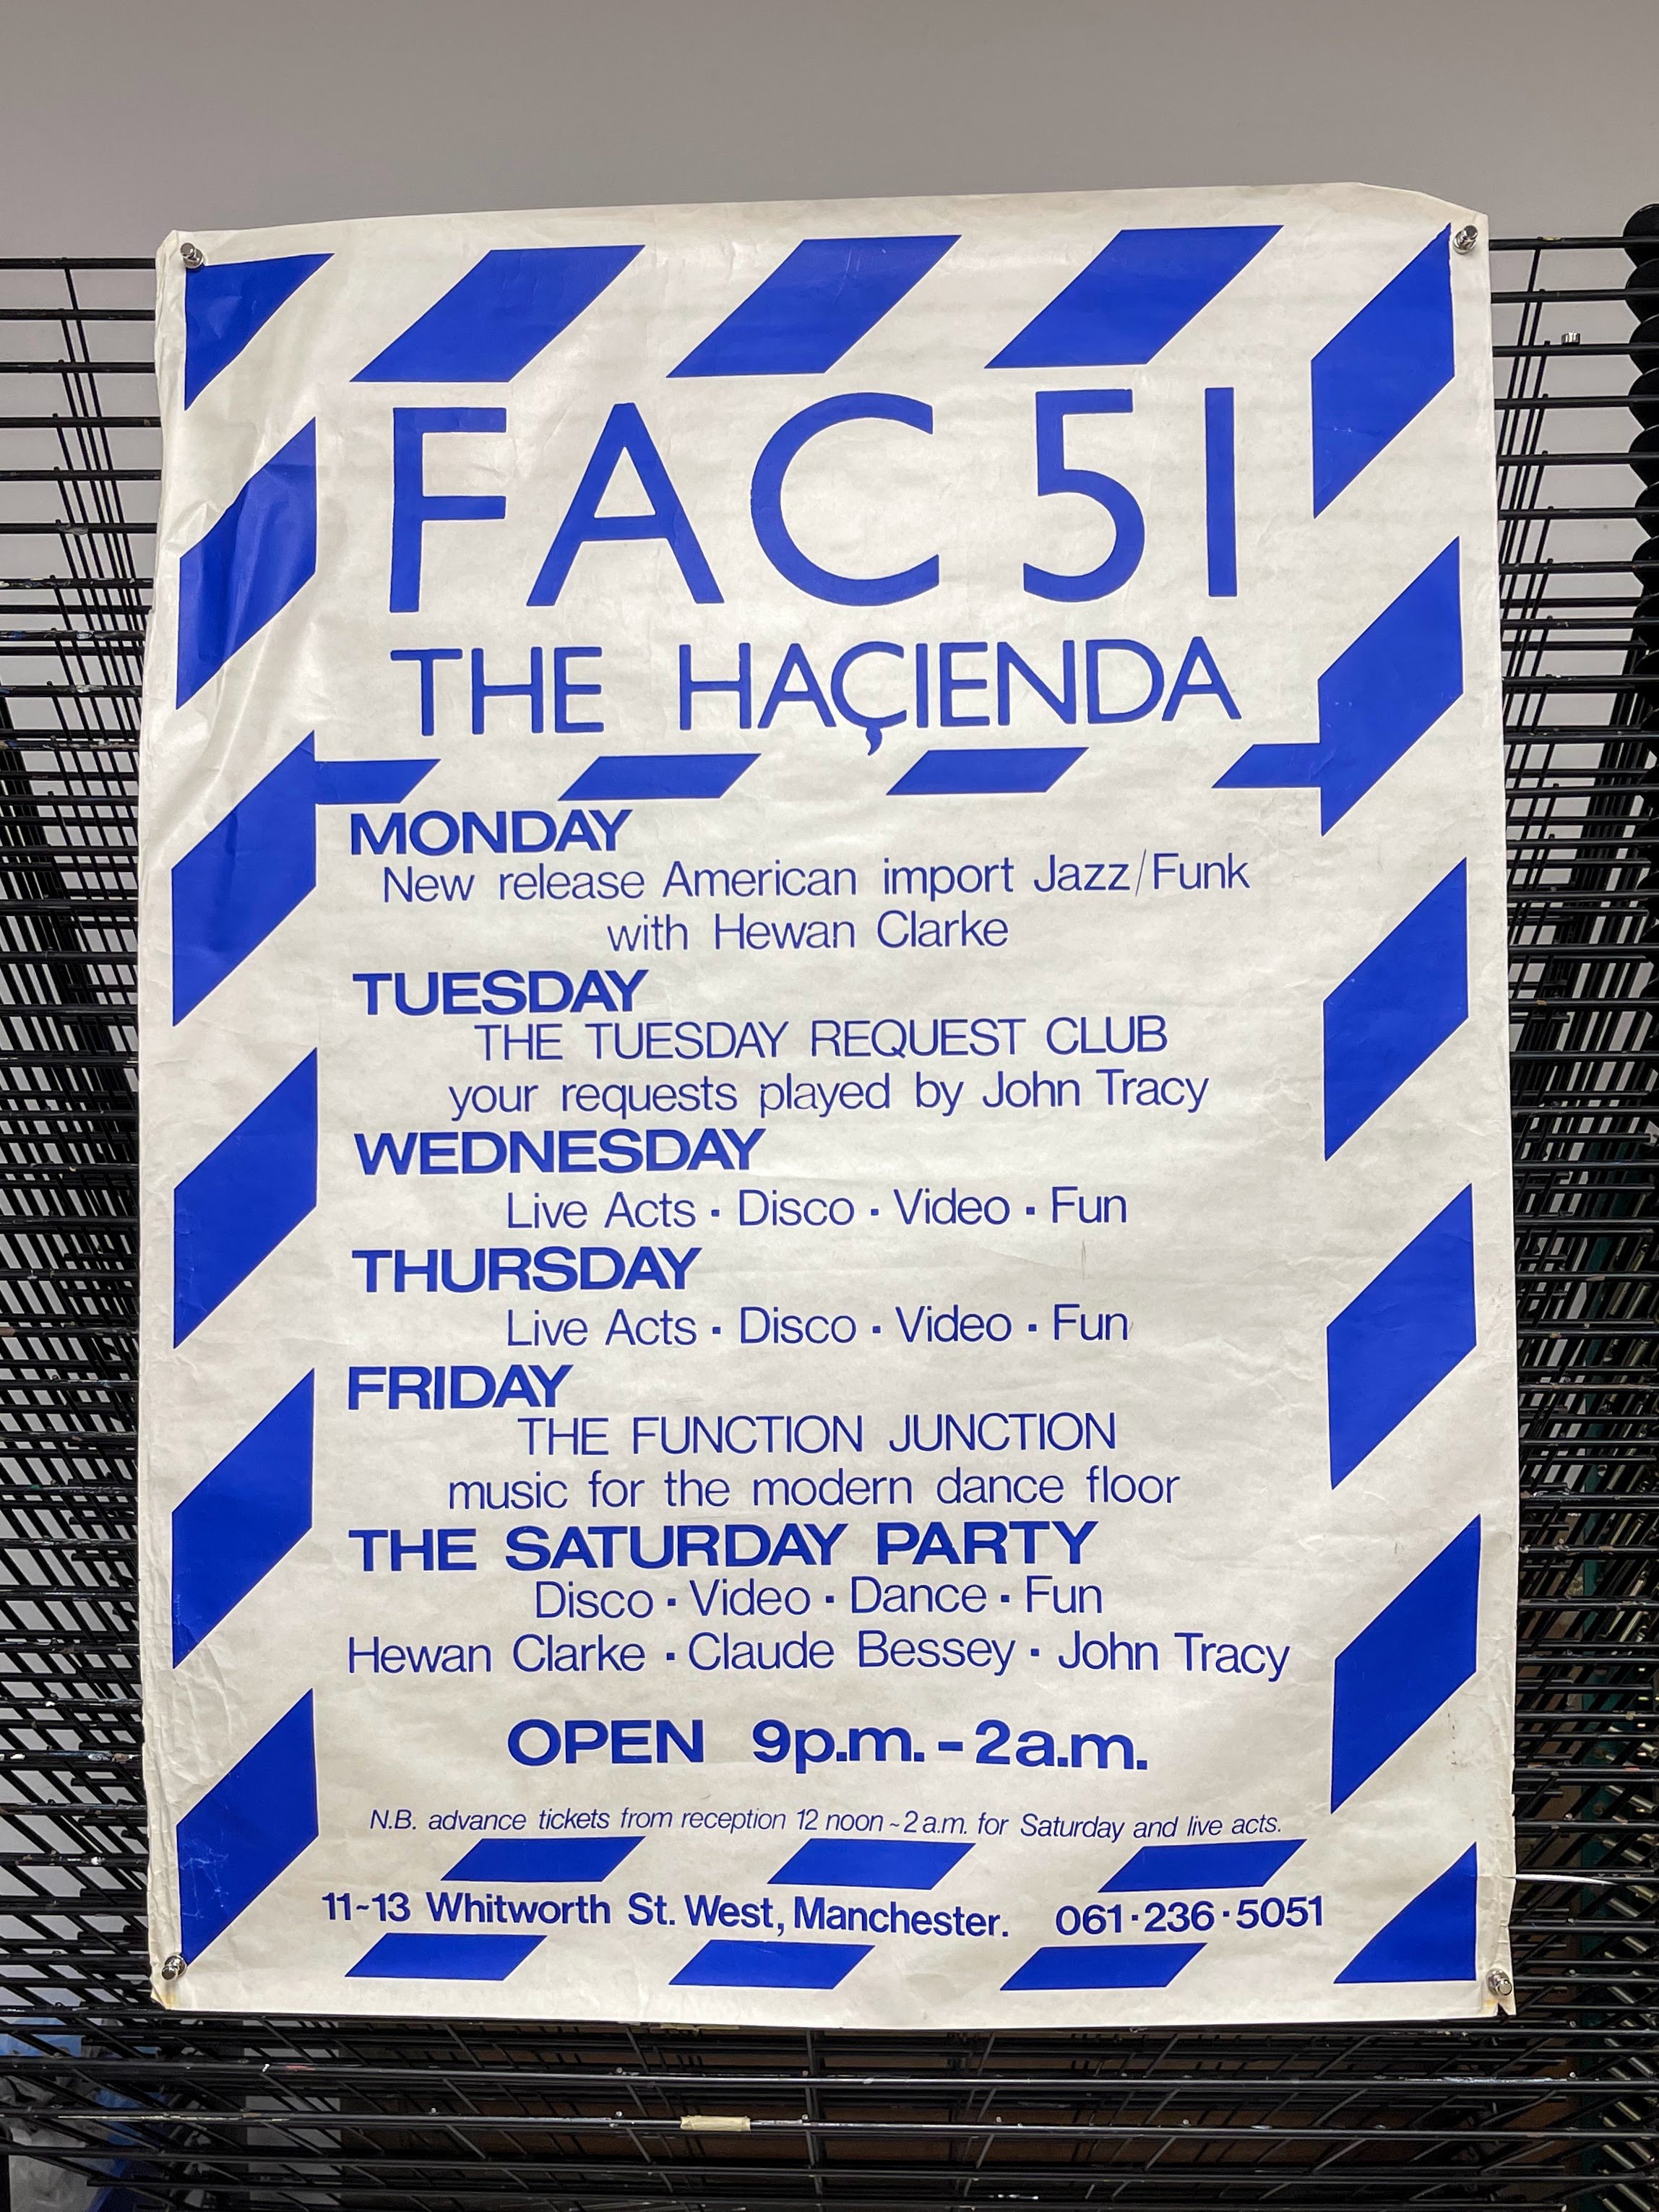 FAC 51
THE HAÇIENDA
MONDAY
New release American import Jazz/Funk
with Hewan Clarke
TUESDAY
THE TUESDAY REQUEST CLUB
your requests played by John Tracy
WEDNESDAY
Live Acts · Disco · Video · Fun
THURSDAY
Live Acts · Disco · Video · Fun
FRIDAY
THE FUNCTION JUNCTION
music for the modern dance floor
THE SATURDAY PARTY
Disco · Video · Dance · Fun
Hewan Clarke · Claude Bessey · John Tracy
OPEN 9p.m. - 2a.m.
N.B. advance tickets from reception 12 noon ~ 2 a.m. for Saturday and live acts.
11~13 Whitworth St. West, Manchester. 061·236·5051